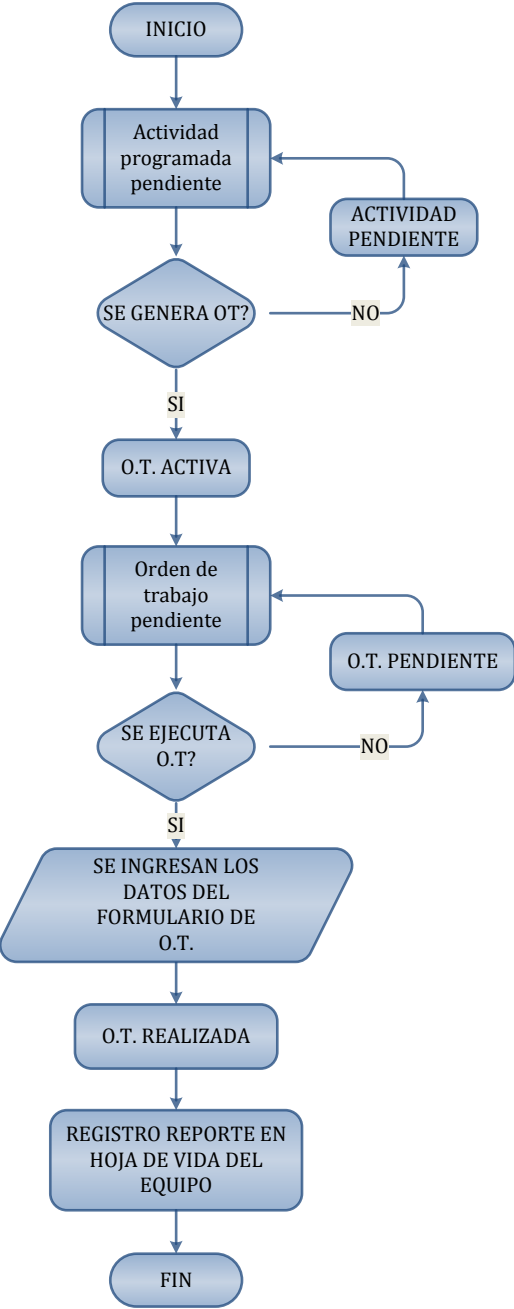 INICIO
Actividad
programada
pendiente
ACTIVIDAD
PENDIENTE
SE GENERA OT?
NO
SI
O.T. ACTIVA
Orden de
trabajo
pendiente
O.T. PENDIENTE
SE EJECUTA
O.T?
NO
SI
SE INGRESAN LOS
DATOS DEL
FORMULARIO DE
O.T.
O.T. REALIZADA
REGISTRO REPORTE EN
HOJA DE VIDA DEL
EQUIPO
FIN